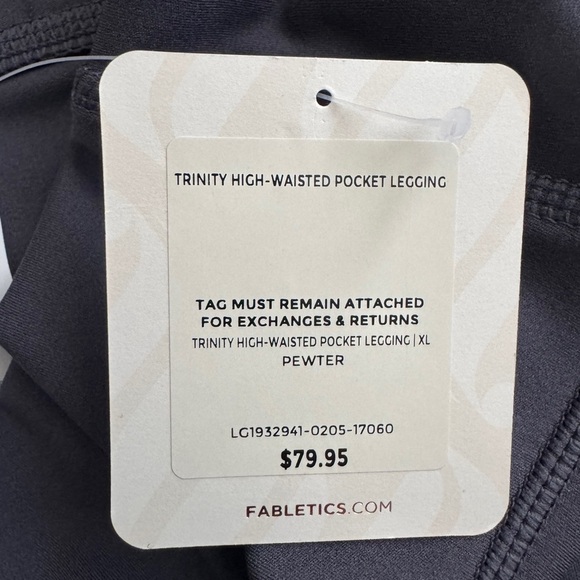 TRINITY HIGH-WAISTED POCKET LEGGING
TAG MUST REMAIN ATTACHED
FOR EXCHANGES & RETURNS
TRINITY HIGH-WAISTED POCKET LEGGING | XL
PEWTER
LG1932941-0205-17060
$79.95
FABLETICS.COM